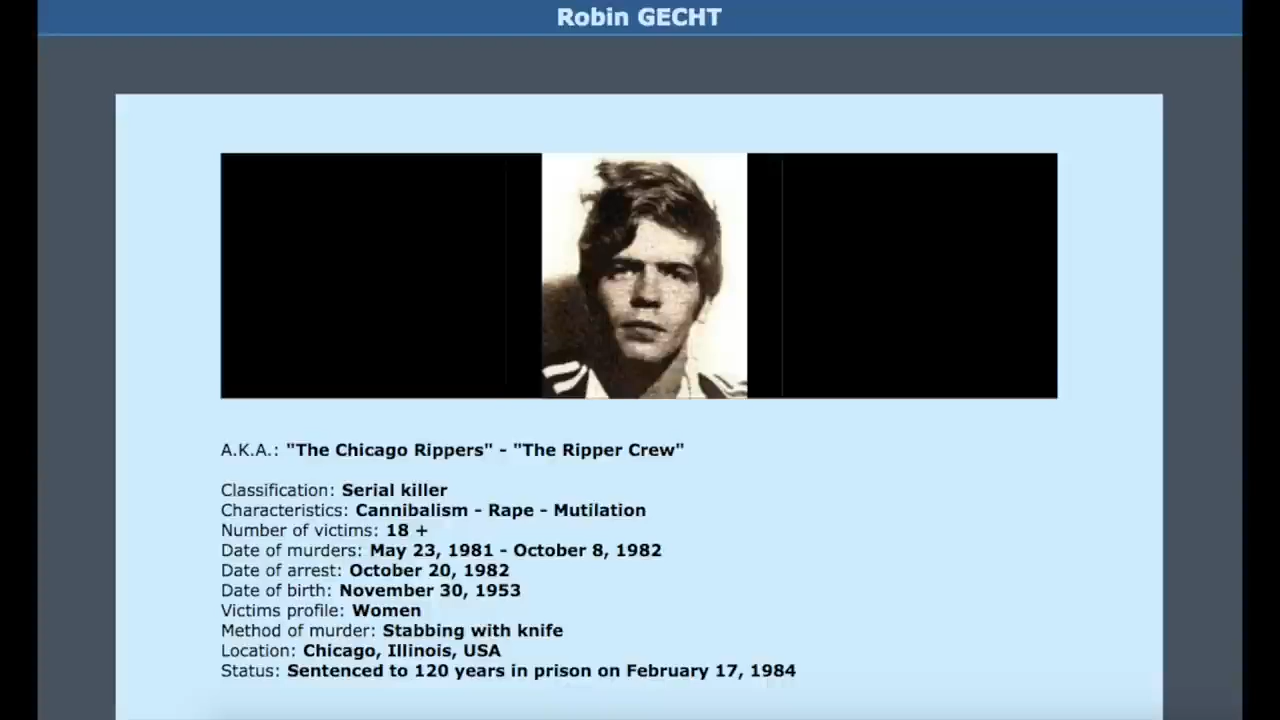 Robin GECHT
A.K.A.: "The Chicago Rippers" - "The Ripper Crew"
Classification: Serial killer
Characteristics: Cannibalism - Rape - Mutilation
Number of victims: 18 +
Date of murders: May 23, 1981 - October 8, 1982
Date of arrest: October 20, 1982
Date of birth: November 30, 1953
Victims profile: Women
Method of murder: Stabbing with knife
Location: Chicago, Illinois, USA
Status: Sentenced to 120 years in prison on February 17, 1984